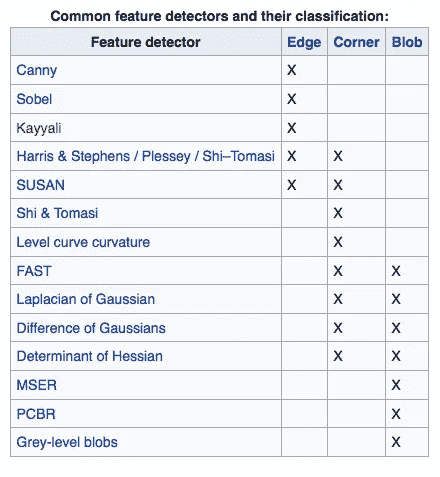 Common feature detectors and their classification:
Feature detector Edge Corner Blob
Canny X
Sobel X
Kayyali X
Harris & Stephens / Plessey / Shi–Tomasi X X
SUSAN X X
Shi & Tomasi X
Level curve curvature X
FAST X X
Laplacian of Gaussian X X
Difference of Gaussians X X
Determinant of Hessian X X
MSER X
PCBR X
Grey-level blobs X